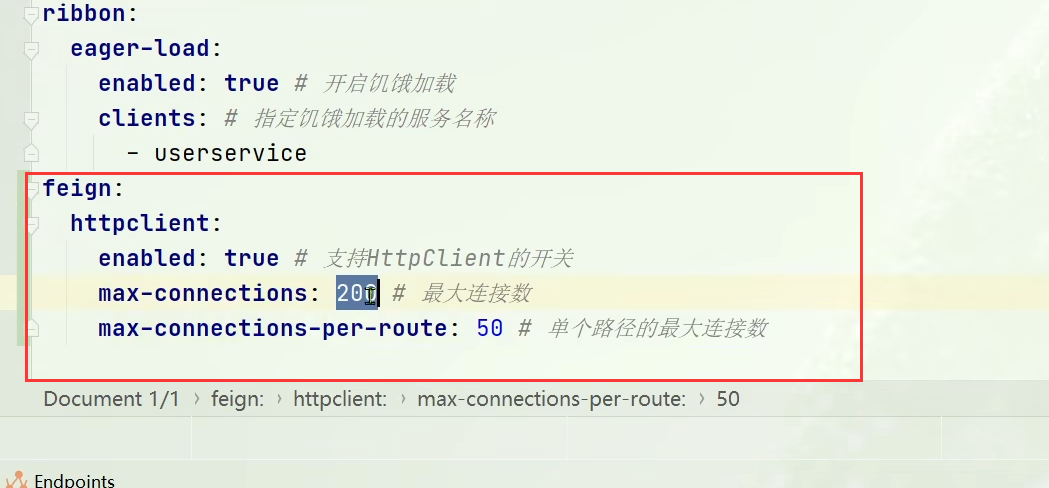 ribbon:
  eager-load:
    enabled: true # 开启饥饿加载
    clients: # 指定饥饿加载的服务名称
      - userservice
feign:
  httpclient:
    enabled: true # 支持HttpClient的开关
    max-connections: 200 # 最大连接数
    max-connections-per-route: 50 # 单个路径的最大连接数
Document 1/1 › feign: › httpclient: › max-connections-per-route: › 50
Endpoints